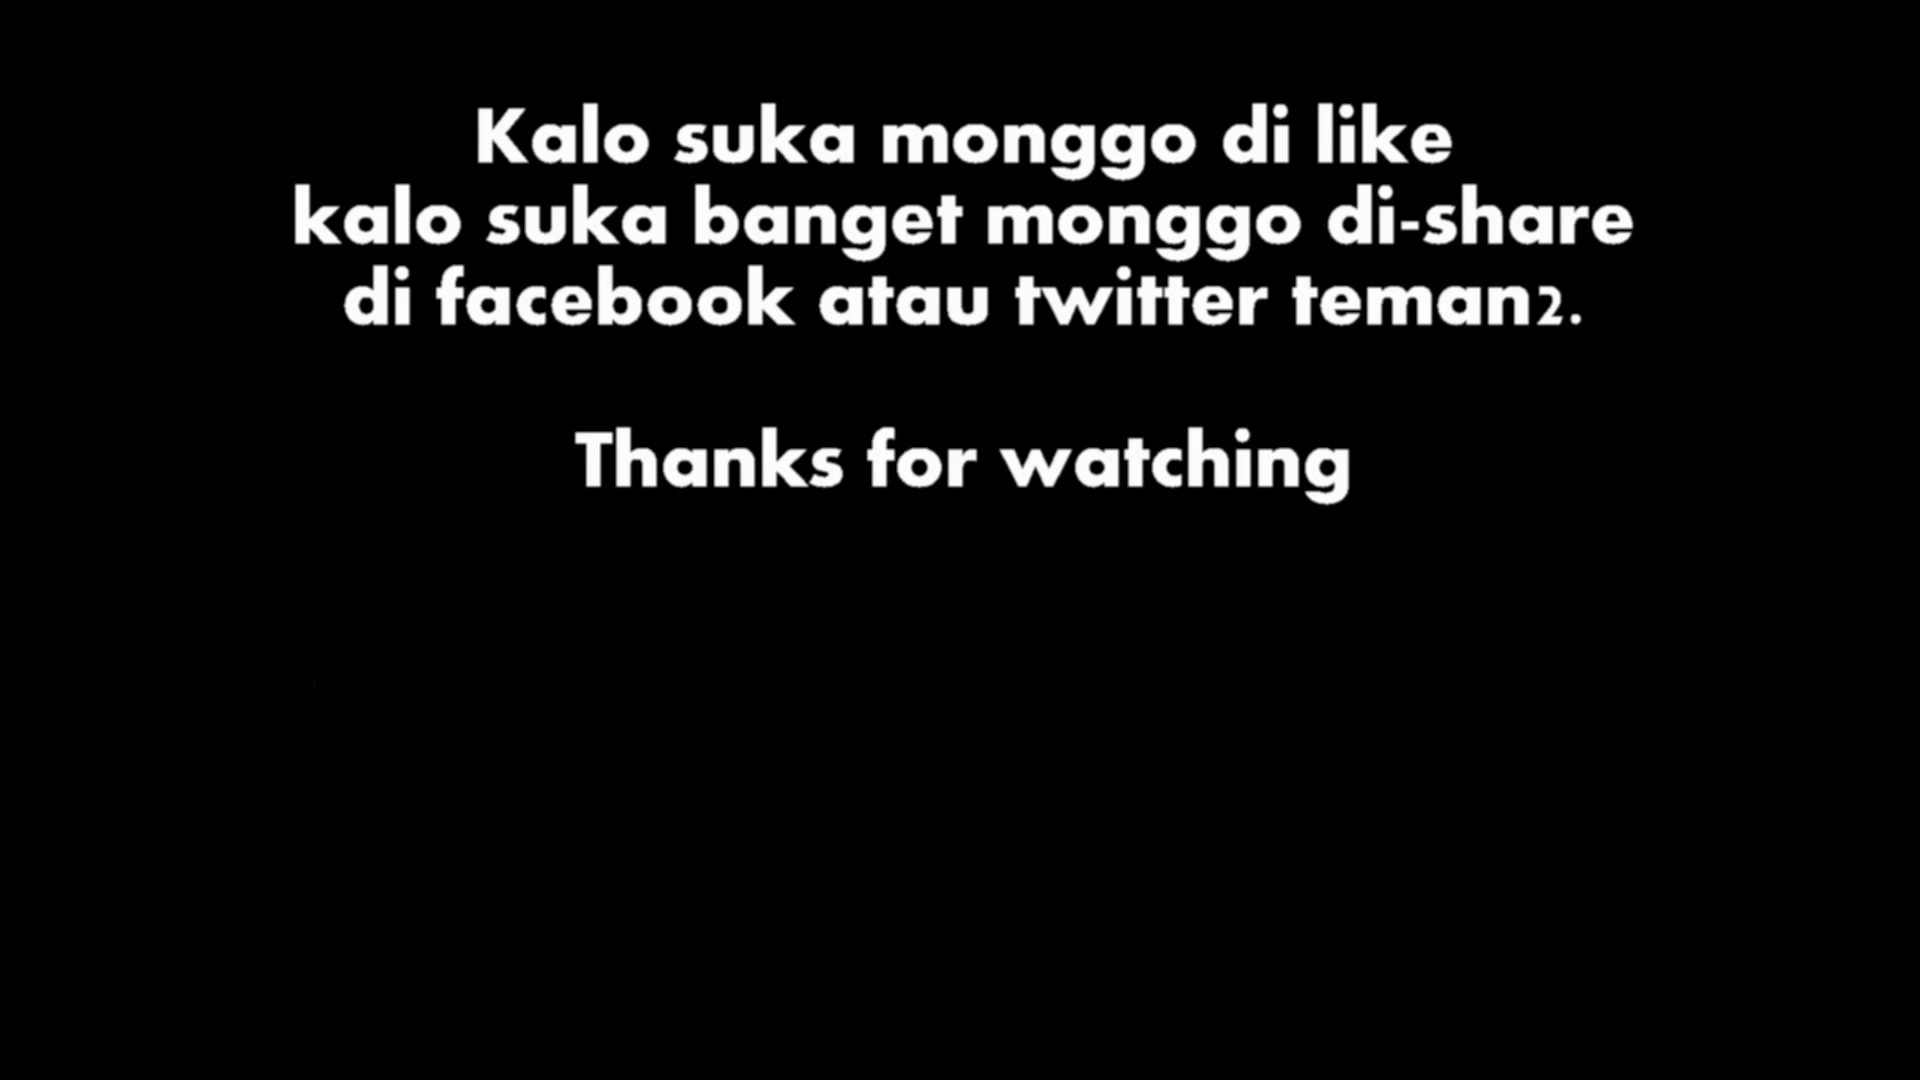 Kalo suka monggo di like
kalo suka banget monggo di-share
di facebook atau twitter teman2.
Thanks for watching